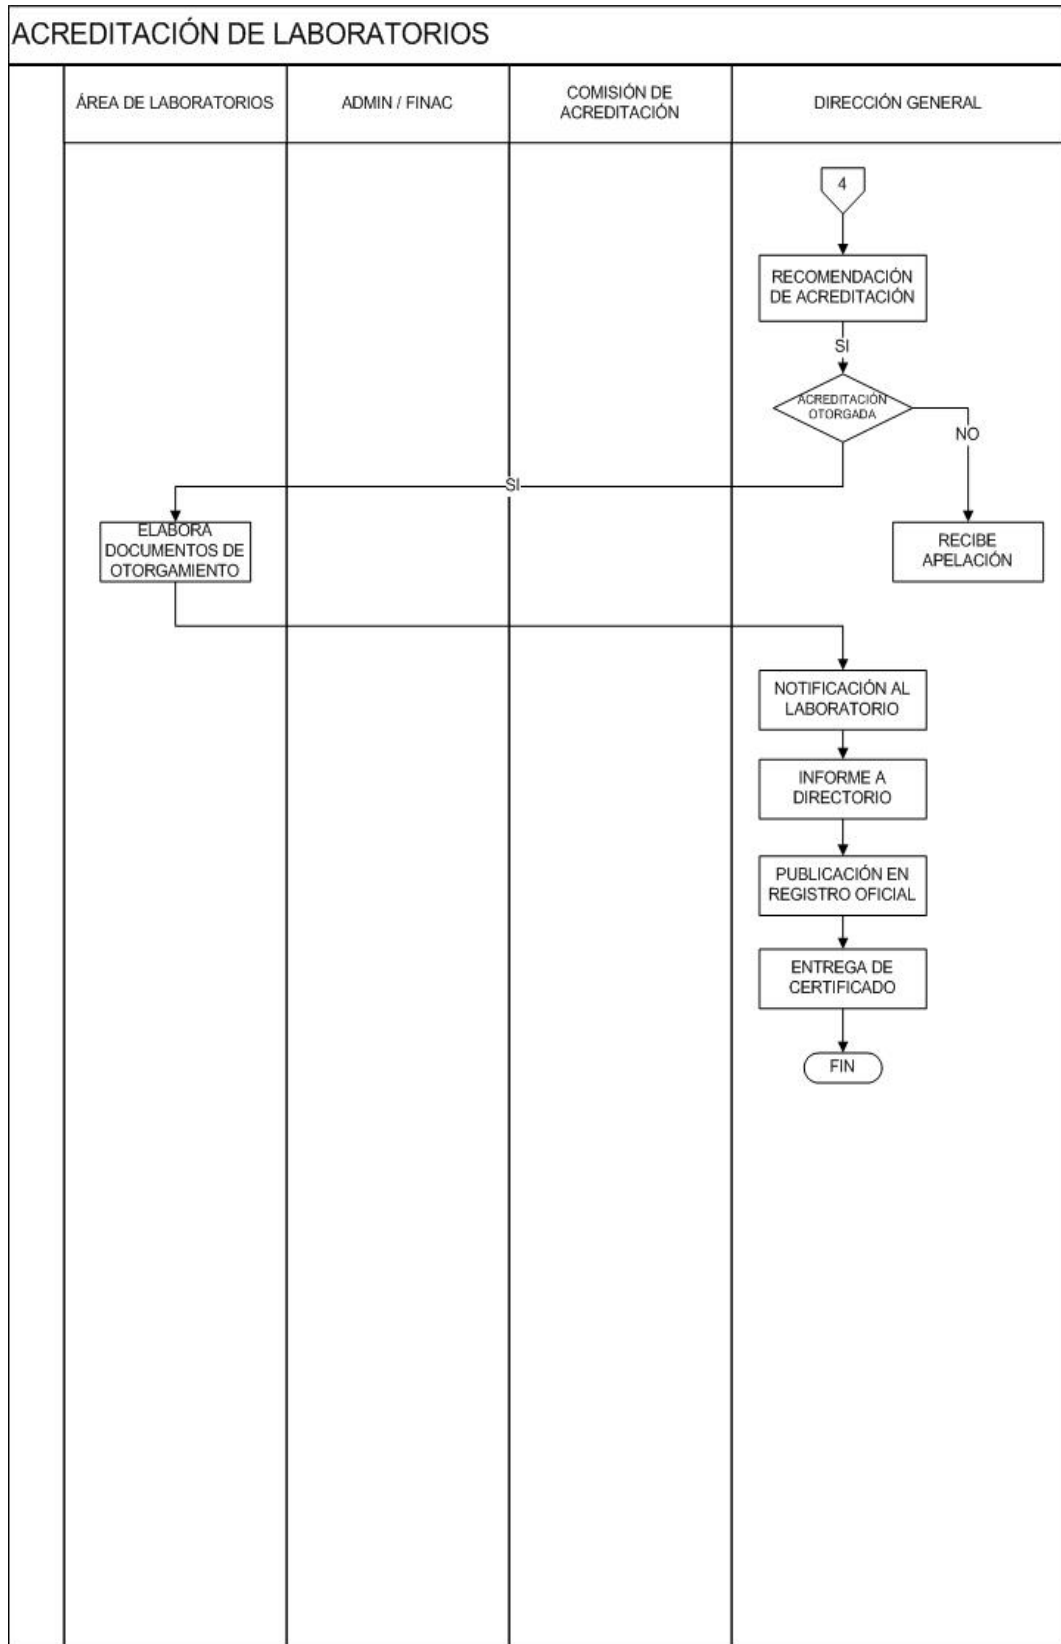 ACREDITACIÓN DE LABORATORIOS
ÁREA DE LABORATORIOS
ADMIN / FINAC
COMISIÓN DE
ACREDITACIÓN
DIRECCIÓN GENERAL
4
RECOMENDACIÓN
DE ACREDITACIÓN
SI
ACREDITACIÓN
OTORGADA
NO
SI
ELABORA
DOCUMENTOS DE
OTORGAMIENTO
RECIBE
APELACIÓN
NOTIFICACIÓN AL
LABORATORIO
INFORME A
DIRECTORIO
PUBLICACIÓN EN
REGISTRO OFICIAL
ENTREGA DE
CERTIFICADO
FIN